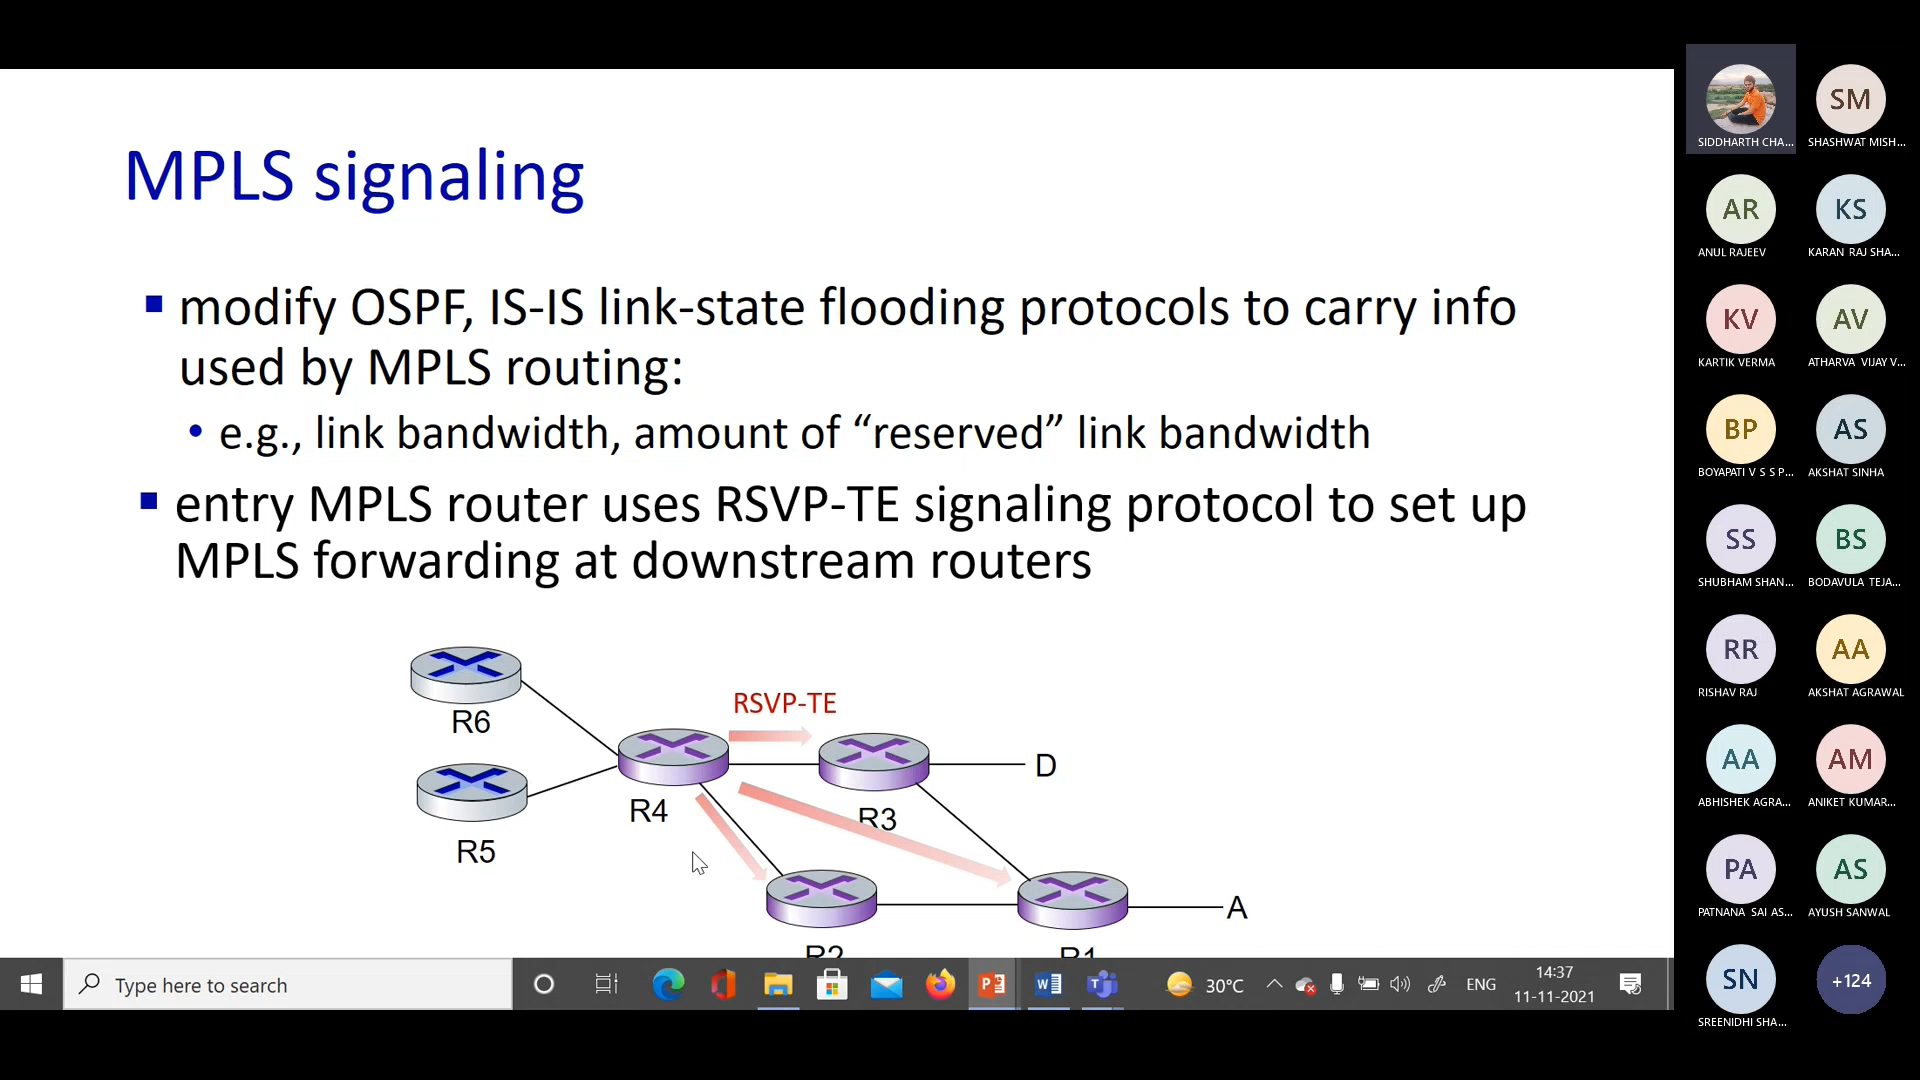 MPLS signaling
modify OSPF, IS-IS link-state flooding protocols to carry info
used by MPLS routing:
e.g., link bandwidth, amount of “reserved” link bandwidth
entry MPLS router uses RSVP-TE signaling protocol to set up
MPLS forwarding at downstream routers
R6
RSVP-TE
D
R4
R3
R5
A
R2
R1
Type here to search
30°C
ENG
14:37
11-11-2021
SIDDHARTH CHA...
SM
SHASHWAT MISH...
AR
ANUL RAJEEV
KS
KARAN RAJ SHA...
KV
KARTIK VERMA
AV
ATHARVA VIJAY V...
BP
BOYAPATI V S S P...
AS
AKSHAT SINHA
SS
SHUBHAM SHAN...
BS
BODAVULA TEJA...
RR
RISHAV RAJ
AA
AKSHAT AGRAWAL
AA
ABHISHEK AGRA...
AM
ANIKET KUMAR...
PA
PATNANA SAI AS...
AS
AYUSH SANWAL
SN
SREENIDHI SHA...
+124